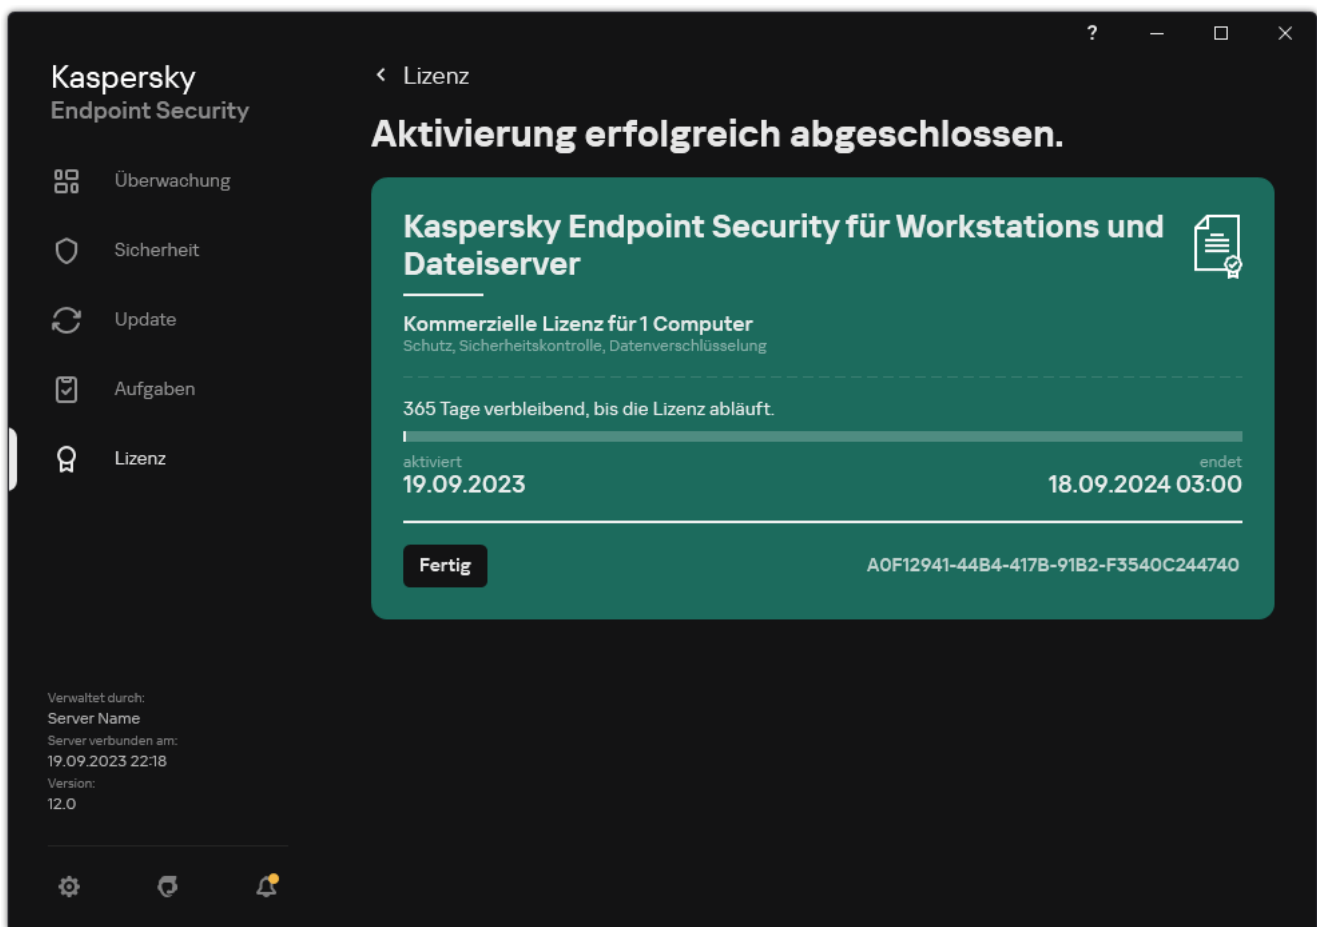 ?
Kaspersky
Endpoint Security
Überwachung
Sicherheit
Update
Aufgaben
Lizenz
Verwaltet durch:
Server Name
Server verbunden am:
19.09.2023 22:18
Version:
12.0
Lizenz
Aktivierung erfolgreich abgeschlossen.
Kaspersky Endpoint Security für Workstations und
Dateiserver
Kommerzielle Lizenz für 1 Computer
Schutz, Sicherheitskontrolle, Datenverschlüsselung
365 Tage verbleibend, bis die Lizenz abläuft.
aktiviert endet
19.09.2023 18.09.2024 03:00
Fertig A0F12941-44B4-417B-91B2-F3540C244740